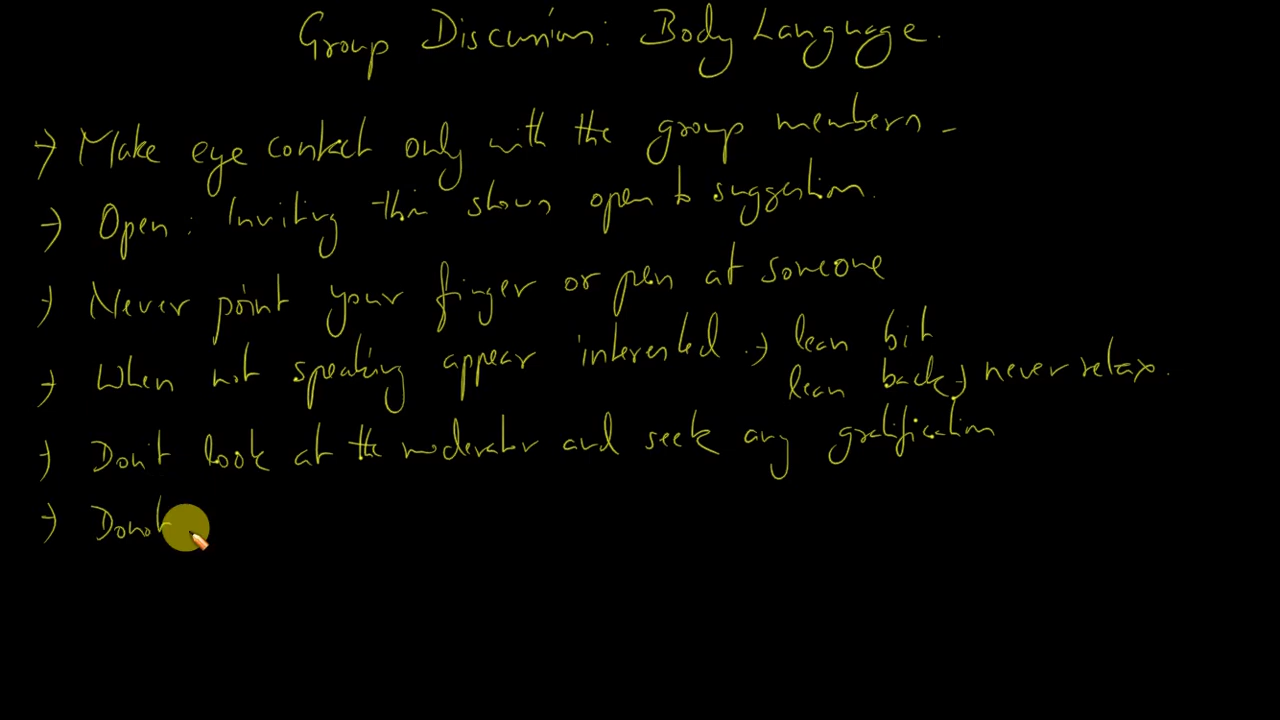 Group Discussion: Body Language.
→ Make eye contact only with the group members -
→ Open: Inviting this shows open to suggestion.
→ Never point your finger or pen at someone
→ When not speaking appear interested. → lean bit
lean back → never relax.
→ Don't look at the moderator and seek any gratification
→ Donot